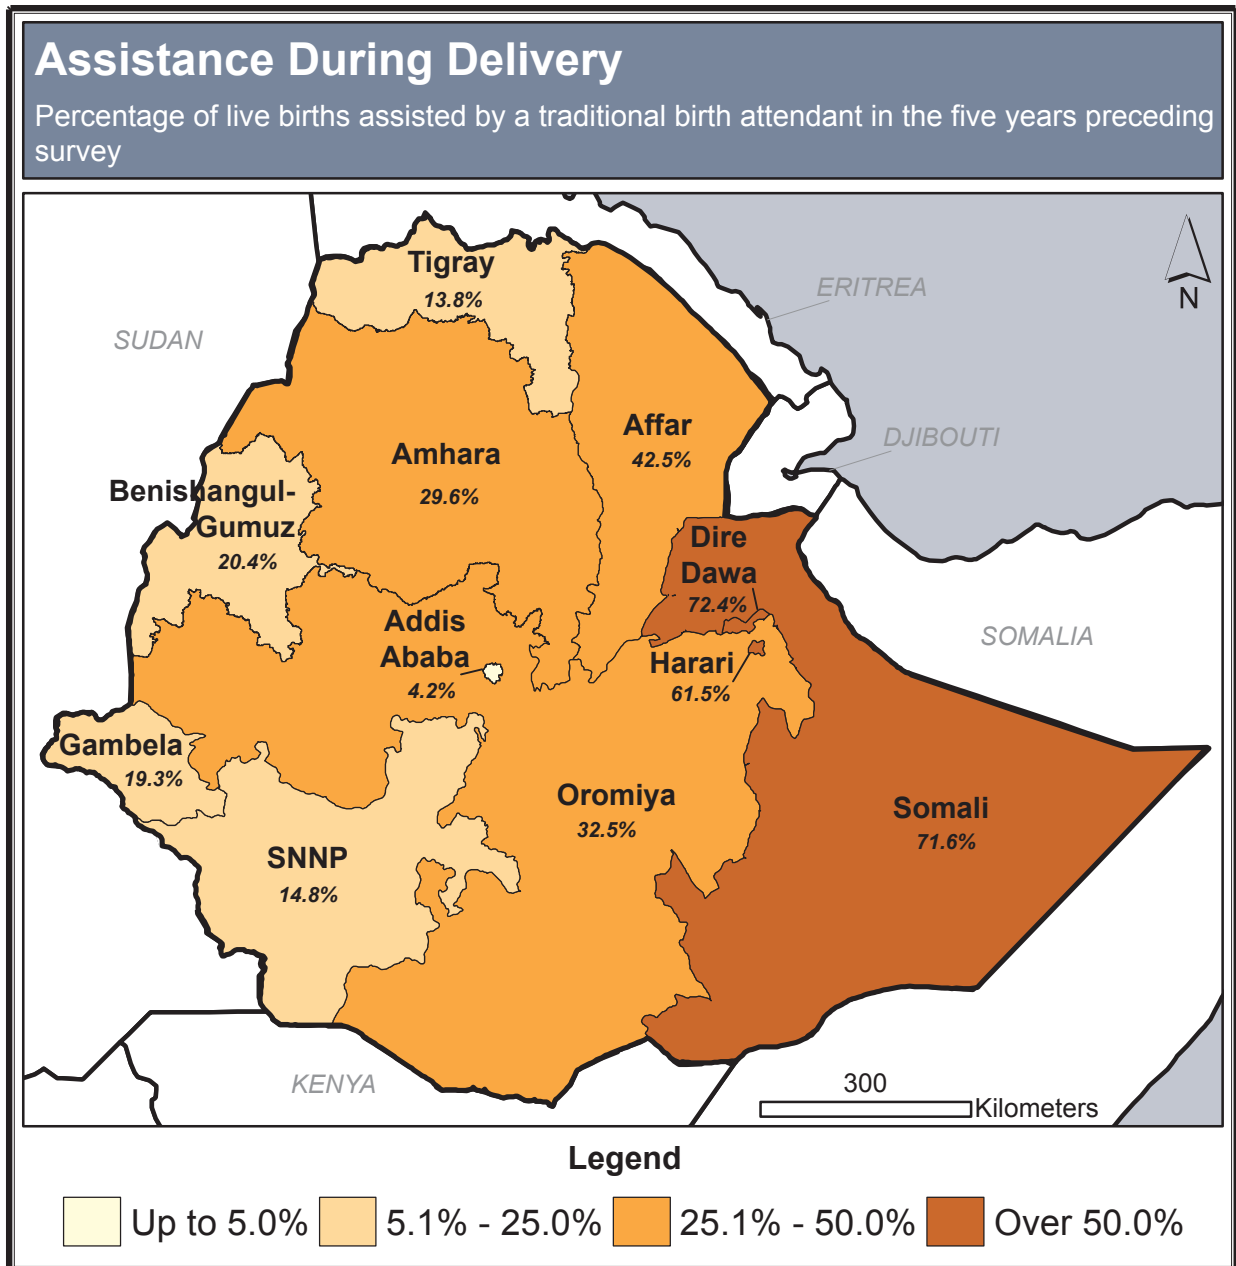 Assistance During Delivery
Percentage of live births assisted by a traditional birth attendant in the five years preceding
survey
N
Tigray
13.8%
ERITREA
SUDAN
Affar
42.5%
DJIBOUTI
Amhara
29.6%
Benishangul-
Gumuz
20.4%
Dire
Dawa
72.4%
Addis
Ababa
4.2%
SOMALIA
Harari
61.5%
Gambela
19.3%
Oromiya
32.5%
Somali
71.6%
SNNP
14.8%
KENYA
300
Kilometers
Legend
Up to 5.0%
5.1% - 25.0%
25.1% - 50.0%
Over 50.0%